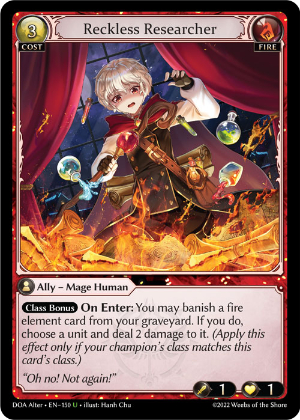 3
COST
Reckless Researcher
FIRE
Ally – Mage Human
Class Bonus On Enter: You may banish a fire
element card from your graveyard. If you do,
choose a unit and deal 2 damage to it. (Apply this
effect only if your champion's class matches this
card's class.)
"Oh no! Not again!"
1
1
DOA Alter • EN-150 U • illust: Hanh Chu
©2022 Weebs of the Shore